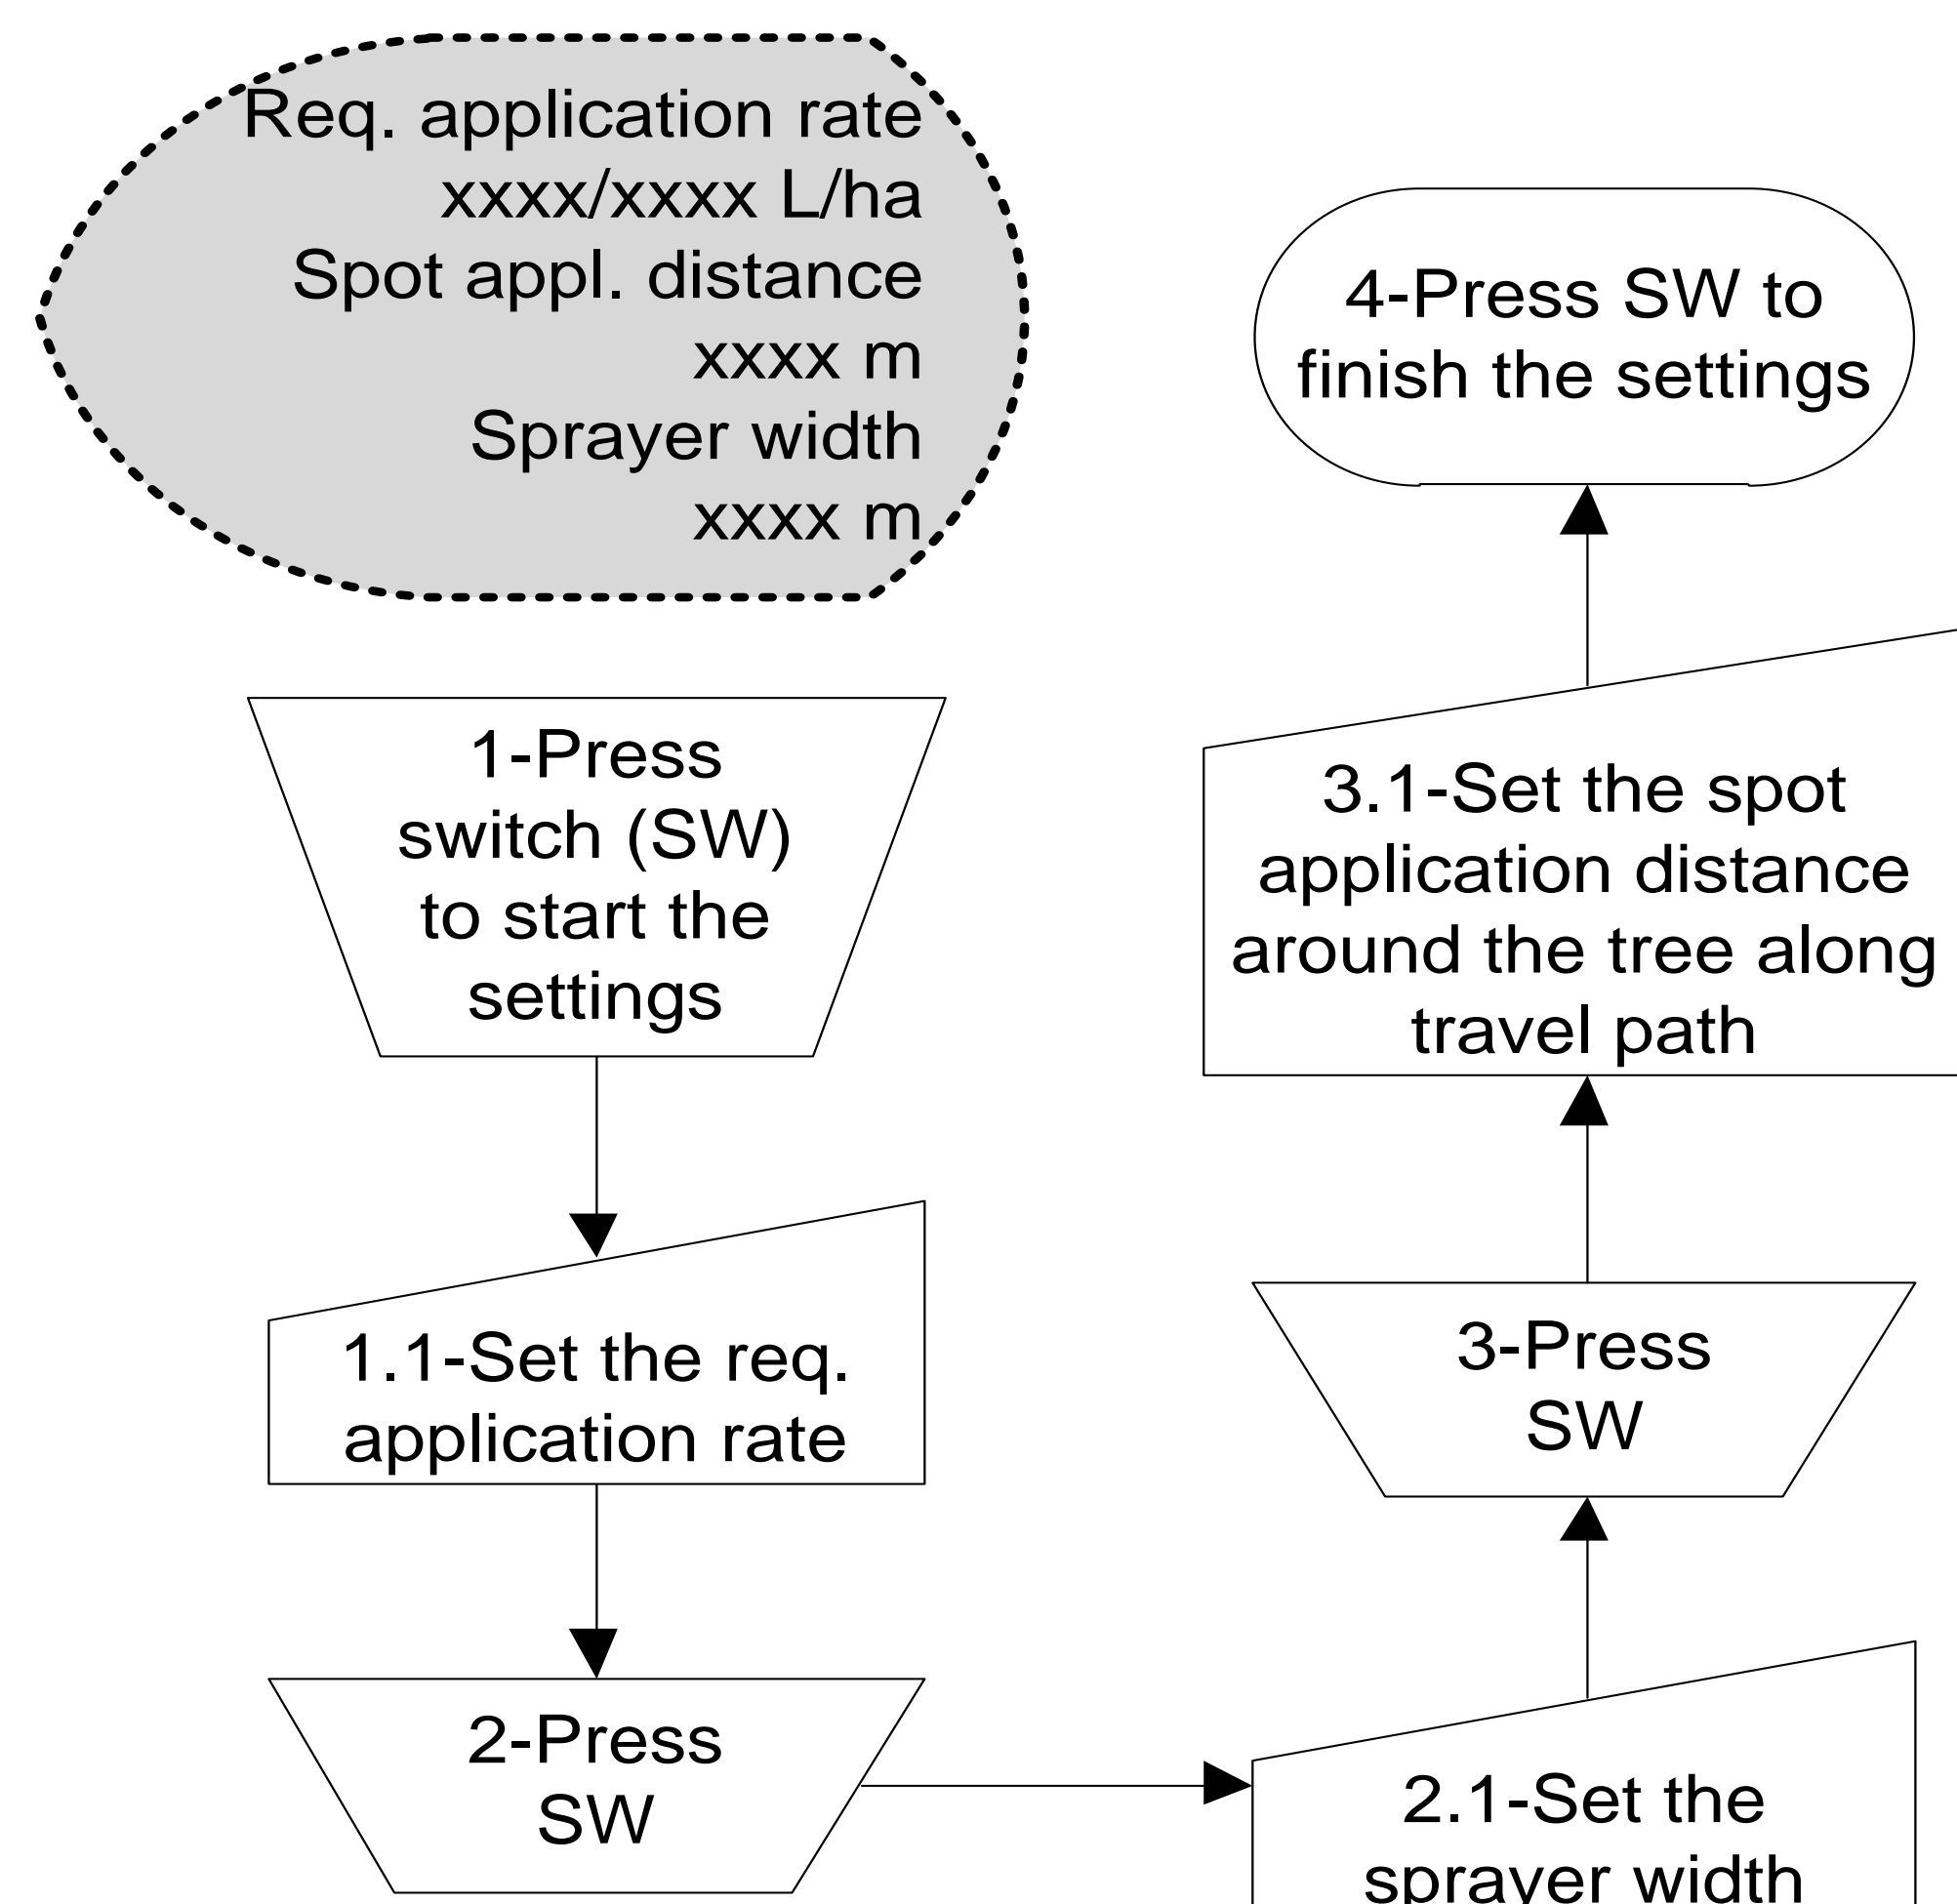 Req. application rate
xxxx/xxxx L/ha
Spot appl. distance
xxxx m
Sprayer width
xxxx m
1-Press
switch (SW)
to start the
settings
1.1-Set the req.
application rate
2-Press
SW
2.1-Set the
sprayer width
3-Press
SW
3.1-Set the spot
application distance
around the tree along
travel path
4-Press SW to
finish the settings